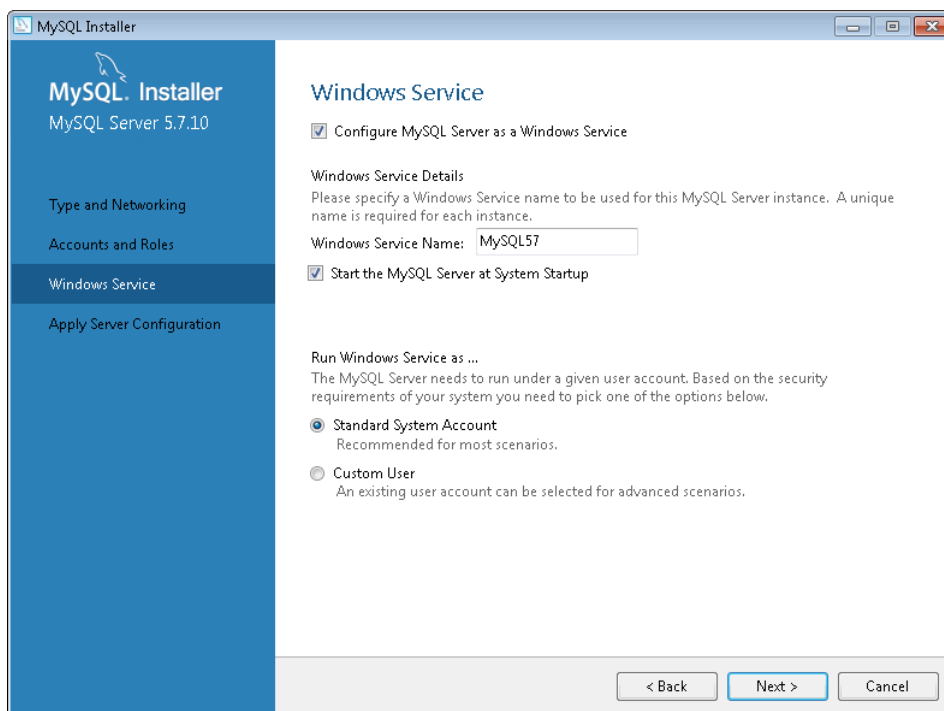 MySQL Installer
MySQL. Installer
MySQL Server 5.7.10
Type and Networking
Accounts and Roles
Windows Service
Apply Server Configuration
Windows Service
Configure MySQL Server as a Windows Service
Windows Service Details
Please specify a Windows Service name to be used for this MySQL Server instance. A unique
name is required for each instance.
Windows Service Name: MySQL57
Start the MySQL Server at System Startup
Run Windows Service as ...
The MySQL Server needs to run under a given user account. Based on the security
requirements of your system you need to pick one of the options below.
Standard System Account
Recommended for most scenarios.
Custom User
An existing user account can be selected for advanced scenarios.
< Back Next > Cancel